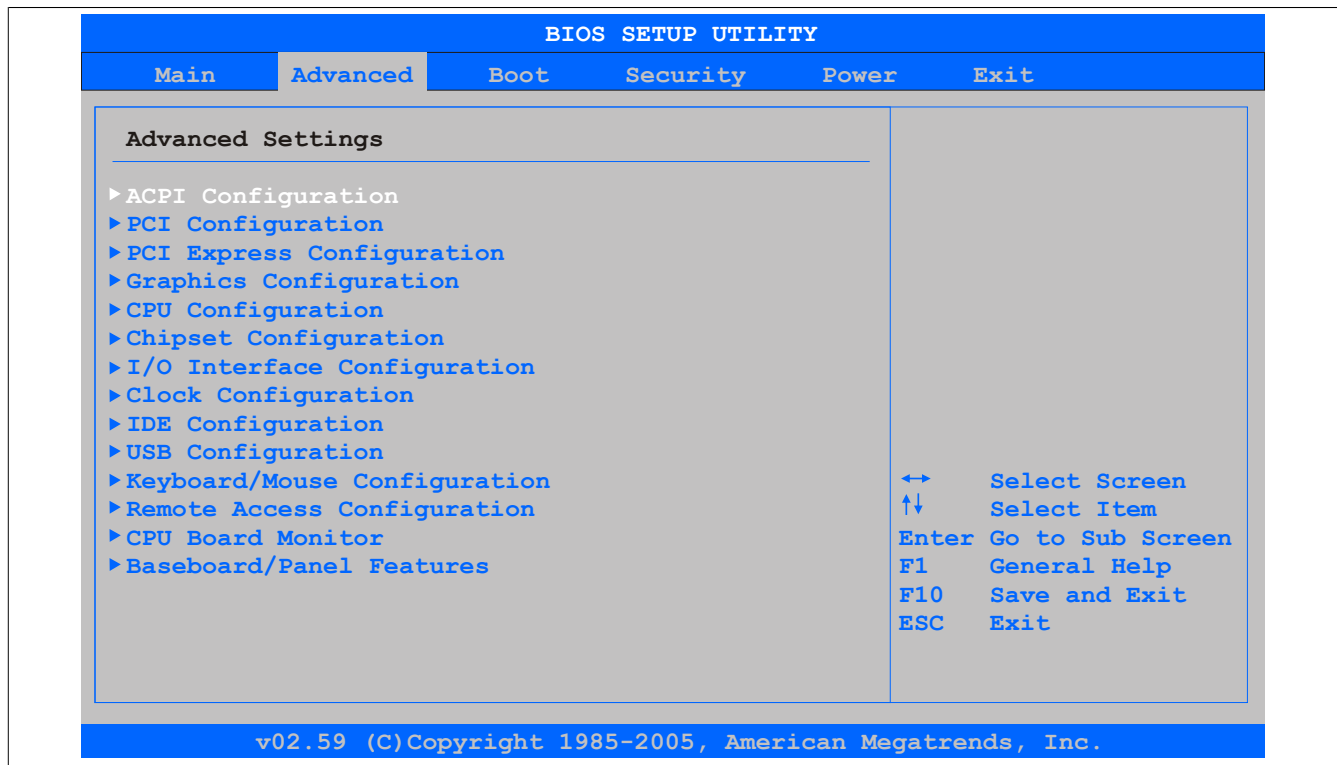 BIOS SETUP UTILITY
Main Advanced Boot Security Power Exit
Advanced Settings
ACPI Configuration
PCI Configuration
PCI Express Configuration
Graphics Configuration
CPU Configuration
Chipset Configuration
I/O Interface Configuration
Clock Configuration
IDE Configuration
USB Configuration
Keyboard/Mouse Configuration
Remote Access Configuration
CPU Board Monitor
Baseboard/Panel Features
Select Screen
Select Item
Enter Go to Sub Screen
F1 General Help
F10 Save and Exit
ESC Exit
v02.59 (C)Copyright 1985-2005, American Megatrends, Inc.